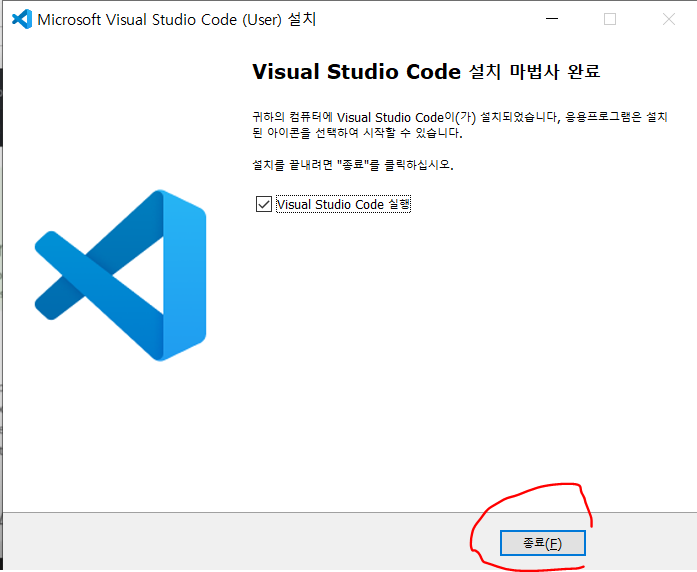 Microsoft Visual Studio Code (User) 설치
Visual Studio Code 설치 마법사 완료
귀하의 컴퓨터에 Visual Studio Code이(가) 설치되었습니다, 응용프로그램은 설치
된 아이콘을 선택하여 시작할 수 있습니다.
설치를 끝내려면 "종료"를 클릭하십시오.
Visual Studio Code 실행
종료(F)